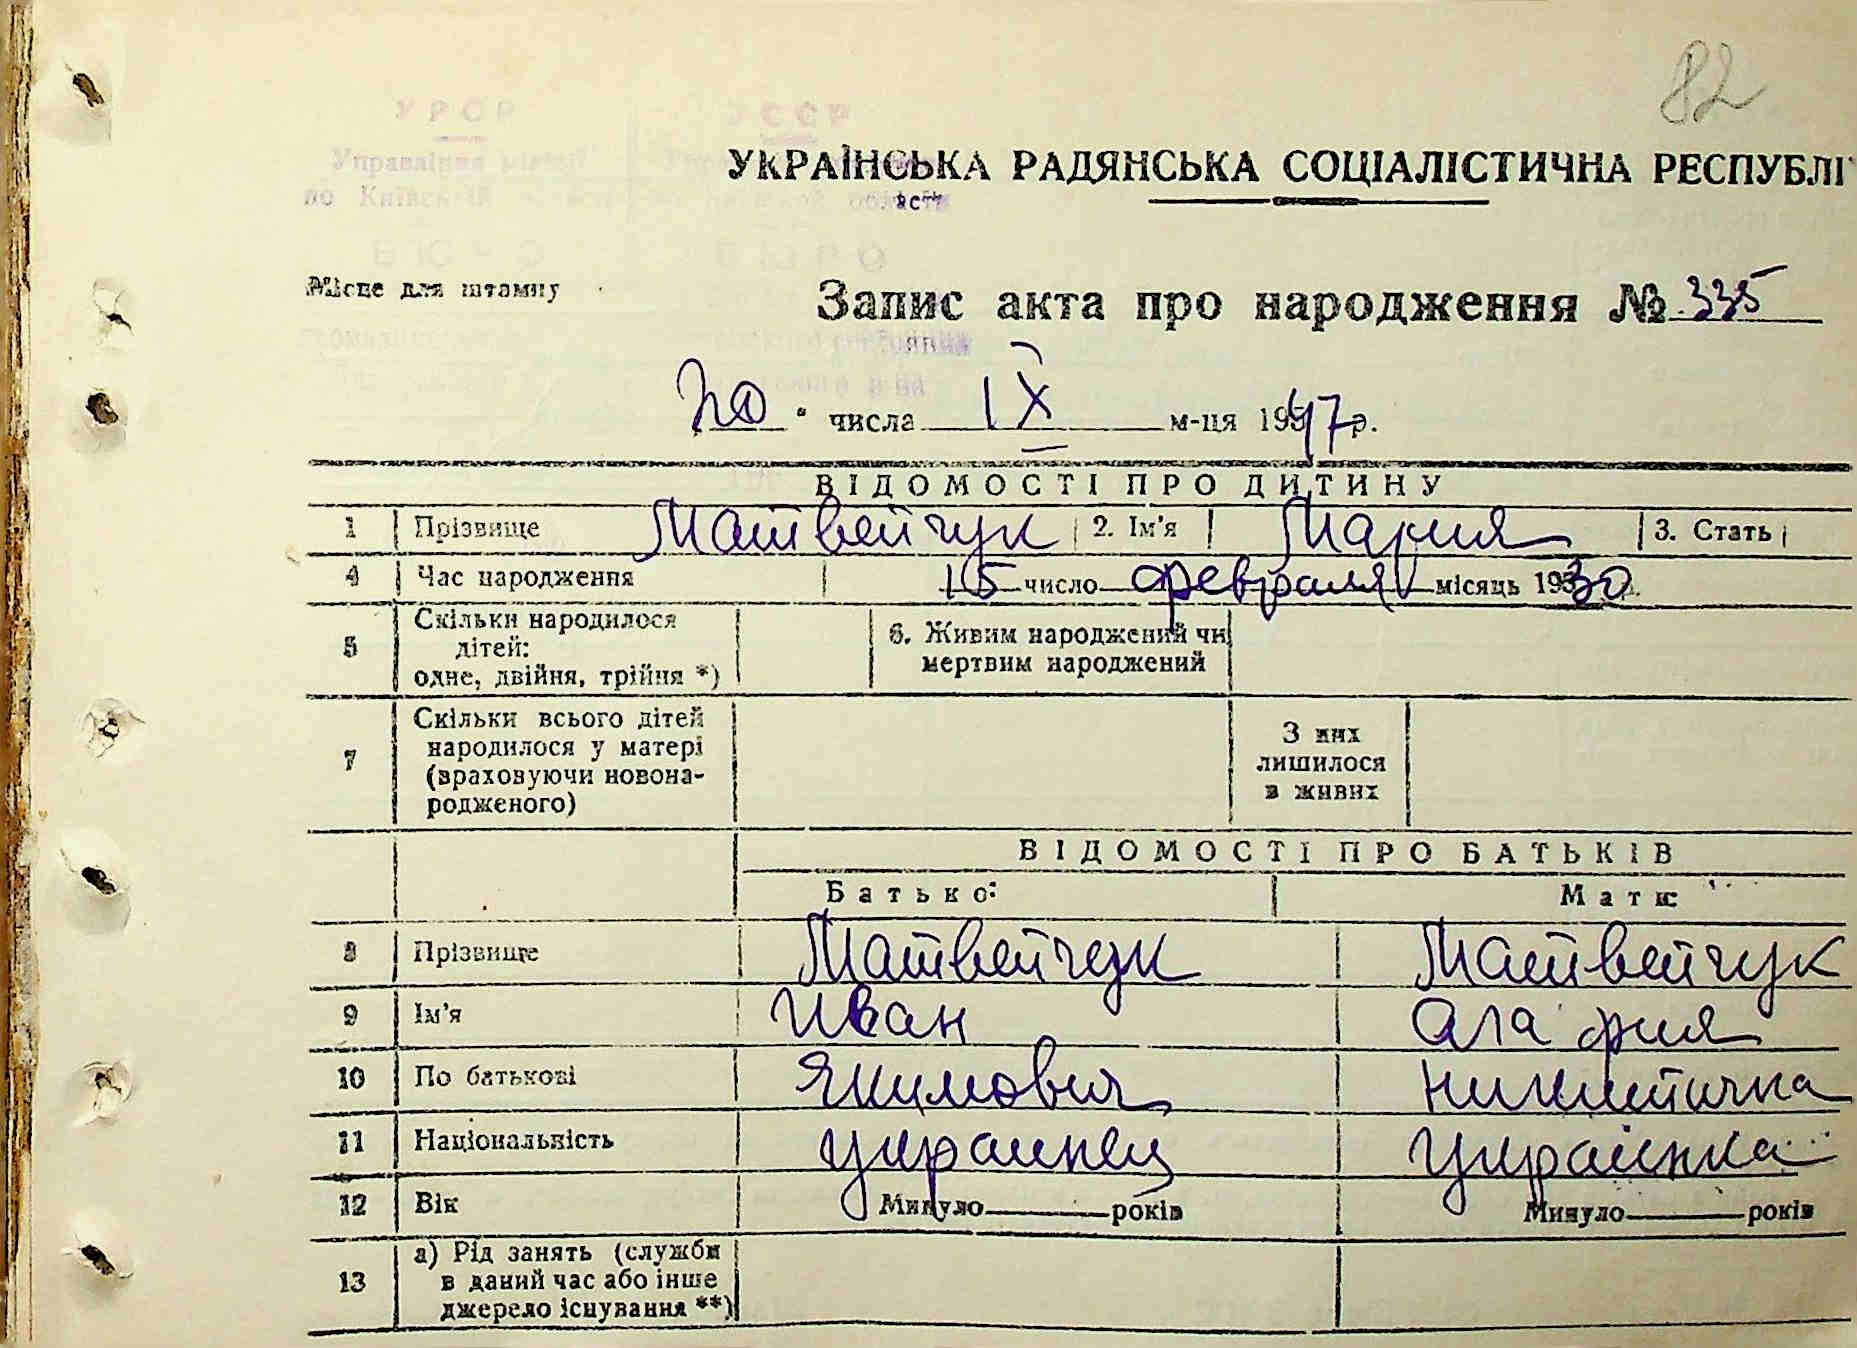 82
УРСР УССР
УКРАЇНСЬКА РАДЯНСЬКА СОЦІАЛІСТИЧНА РЕСПУБЛІ
Місце для штампу
Запис акта про народження № 335
20 " числа IX м-ця 1947 р.
ВІДОМОСТІ ПРО ДИТИНУ
1 Прізвище Матвейчук 2. Ім'я Мария 3. Стать
4 Час народження 15 число февраля місяць 1930
5 Скільки народилося дітей: одне, двійня, трійня *) 6. Живим народжений чи мертвим народжений
7 Скільки всього дітей народилося у матері (враховуючи новонародженого) З них лишилося в живих
ВІДОМОСТІ ПРО БАТЬКІВ
Батько: Мати:
8 Прізвище Матвейчук Матвейчук
9 Ім'я Иван Агафия
10 По батькові Якимович Никитична
11 Національність украинец украинка
12 Вік Минуло років Минуло років
13 а) Рід занять (служби в даний час або інше джерело існування **)